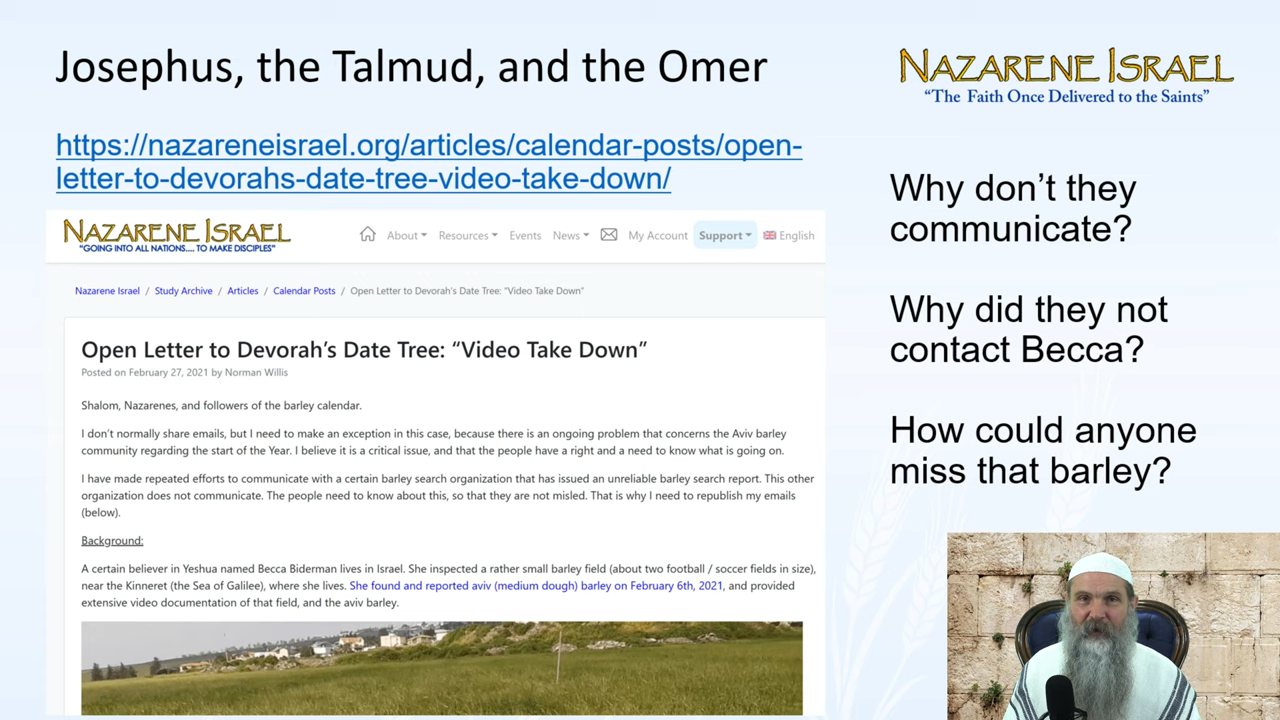 Josephus, the Talmud, and the Omer
NAZARENE ISRAEL
“The Faith Once Delivered to the Saints”
https://nazareneisrael.org/articles/calendar-posts/open-
letter-to-devorahs-date-tree-video-take-down/
NAZARENE ISRAEL
"GOING INTO ALL NATIONS.... TO MAKE DISCIPLES"
About Resources Events News My Account Support English
Nazarene Israel / Study Archive / Articles / Calendar Posts / Open Letter to Devorah’s Date Tree: “Video Take Down”
Open Letter to Devorah’s Date Tree: “Video Take Down”
Posted on February 27, 2021 by Norman Willis
Shalom, Nazarenes, and followers of the barley calendar.
I don’t normally share emails, but I need to make an exception in this case, because there is an ongoing problem that concerns the Aviv barley
community regarding the start of the Year. I believe it is a critical issue, and that the people have a right and a need to know what is going on.
I have made repeated efforts to communicate with a certain barley search organization that has issued an unreliable barley search report. This other
organization does not communicate. The people need to know about this, so that they are not misled. That is why I need to republish my emails
(below).
Background:
A certain believer in Yeshua named Becca Biderman lives in Israel. She inspected a rather small barley field (about two football / soccer fields in size),
near the Kinneret (the Sea of Galilee), where she lives. She found and reported aviv (medium dough) barley on February 6th, 2021, and provided
extensive video documentation of that field, and the aviv barley.
Why don’t they
communicate?
Why did they not
contact Becca?
How could anyone
miss that barley?